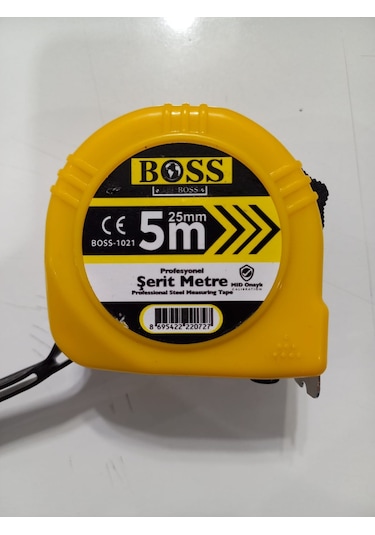 BOSS
BOSS
CE
25mm
BOSS-1021
5m
Profesyonel
Şerit Metre
Professional Steel Measuring Tape
MID Onaylı
CALIBRATION
8 695422 220727